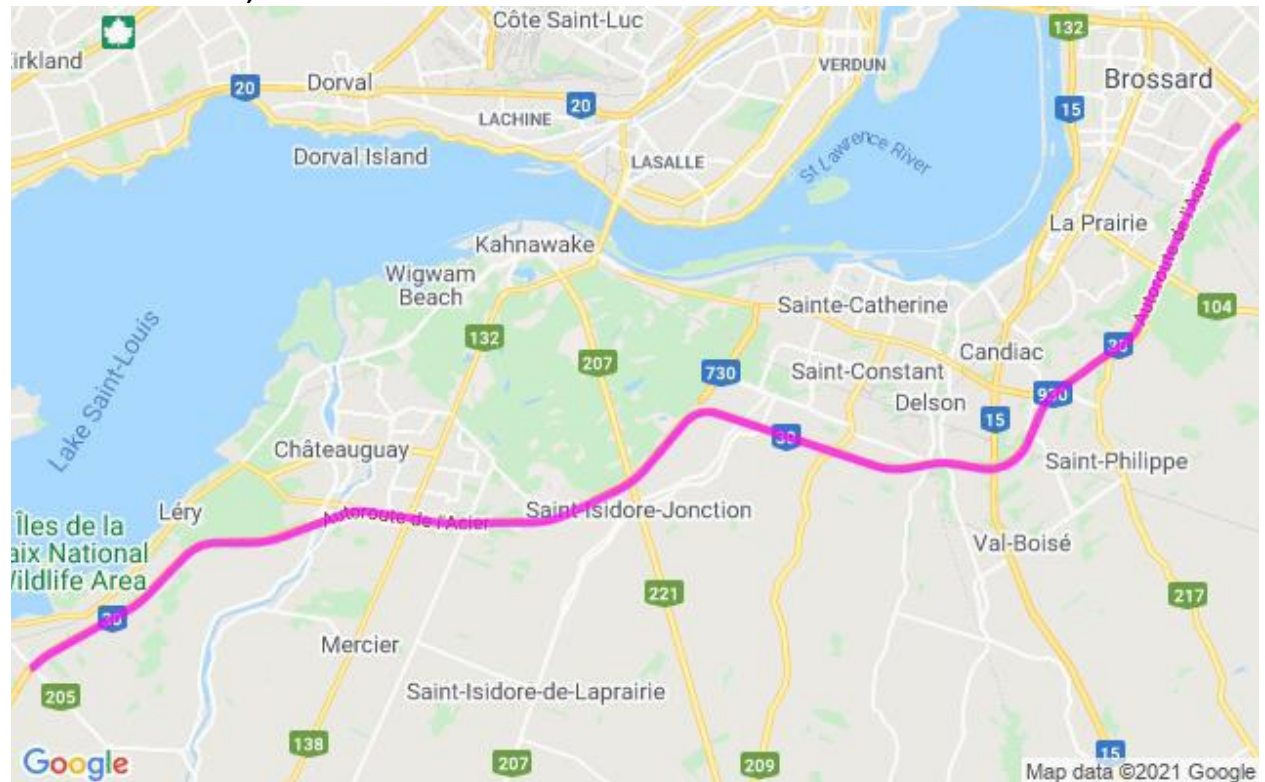 Côte Saint-Luc
132
irkland
VERDUN
Brossard
20
Dorval
20
15
LACHINE
Dorval Island
LASALLE
St Lawrence River
La Prairie
Autoroute de l'Acier
Kahnawake
Wigwam
Beach
Sainte-Catherine
104
132
207
730
Candiac
30
Lake Saint-Louis
Saint-Constant
930
Delson
15
30
Châteauguay
Saint-Philippe
Léry
Autoroute de l'Acier
Saint-Isidore-Jonction
Îles de la
aix National
Wildlife Area
Val-Boisé
30
221
217
Mercier
205
Saint-Isidore-de-Laprairie
138
207
209
15
Google
Map data ©2021 Google